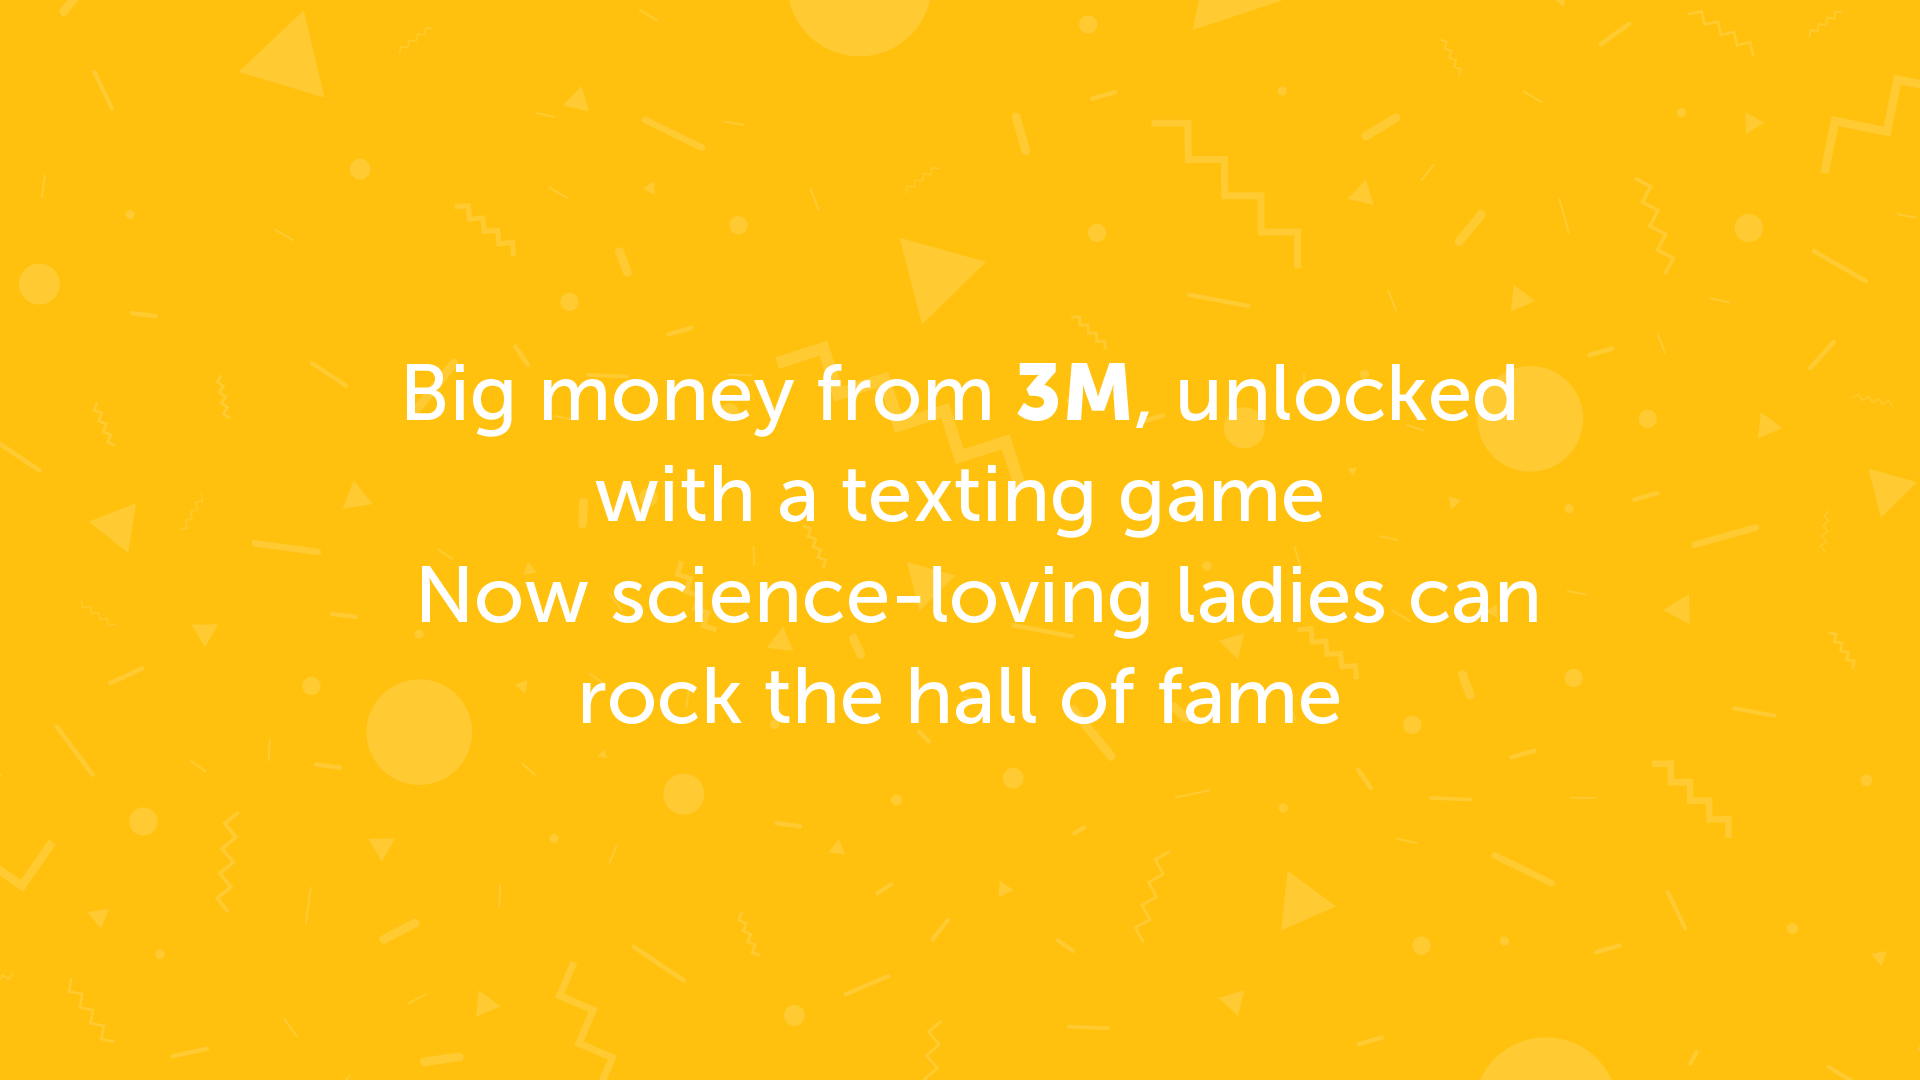 Big money from 3M, unlocked
with a texting game
Now science-loving ladies can
rock the hall of fame